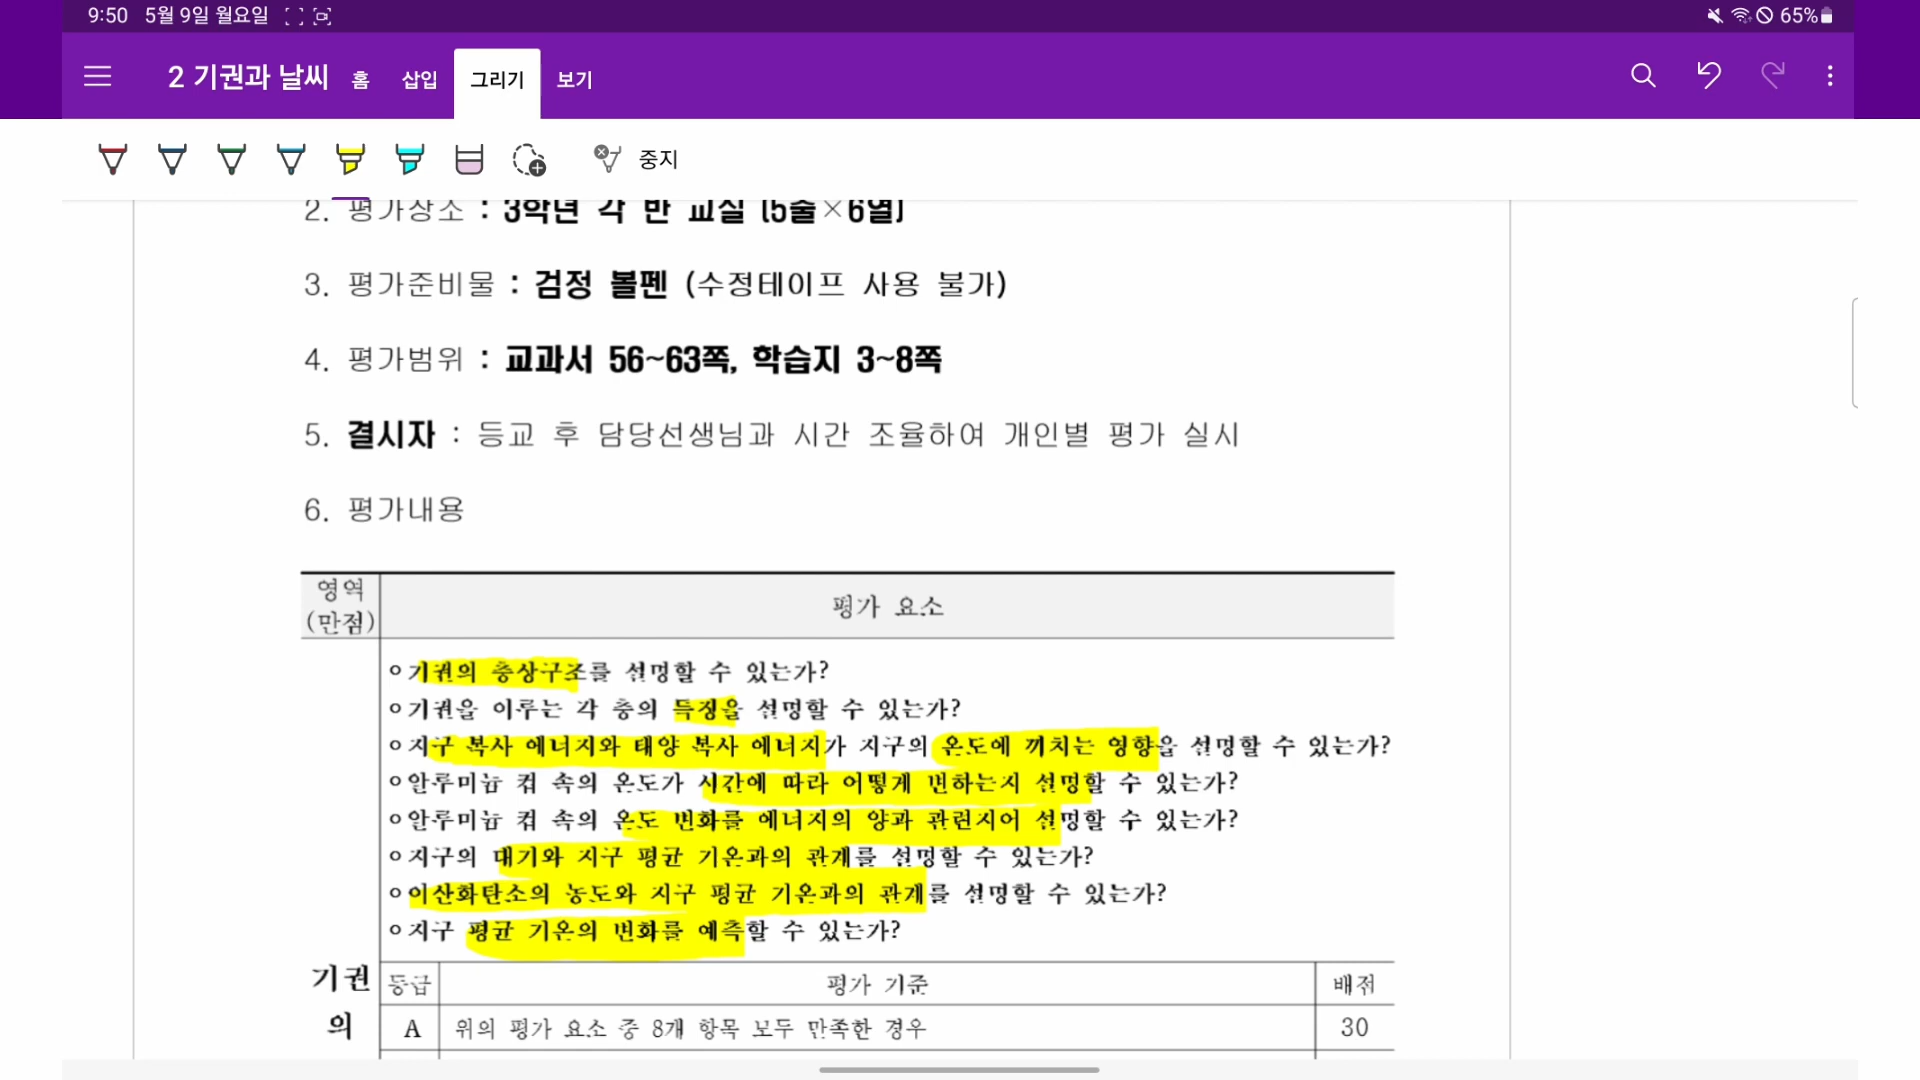 9:50 5월 9일 월요일 65%
2 기권과 날씨 홈 삽입 그리기 보기
중지
2. 평가장소 : 3학년 각 반 교실 (5줄×6열)
3. 평가준비물 : 검정 볼펜 (수정테이프 사용 불가)
4. 평가범위 : 교과서 56~63쪽, 학습지 3~8쪽
5. 결시자 : 등교 후 담당선생님과 시간 조율하여 개인별 평가 실시
6. 평가내용
영역
(만점)
평가 요소
ㅇ기권의 층상구조를 설명할 수 있는가?
ㅇ기권을 이루는 각 층의 특징을 설명할 수 있는가?
ㅇ지구 복사 에너지와 태양 복사 에너지가 지구의 온도에 끼치는 영향을 설명할 수 있는가?
ㅇ알루미늄 컵 속의 온도가 시간에 따라 어떻게 변하는지 설명할 수 있는가?
ㅇ알루미늄 컵 속의 온도 변화를 에너지의 양과 관련지어 설명할 수 있는가?
ㅇ지구의 대기와 지구 평균 기온과의 관계를 설명할 수 있는가?
ㅇ이산화탄소의 농도와 지구 평균 기온과의 관계를 설명할 수 있는가?
ㅇ지구 평균 기온의 변화를 예측할 수 있는가?
기권
의
등급 평가 기준 배점
A 위의 평가 요소 중 8개 항목 모두 만족한 경우 30